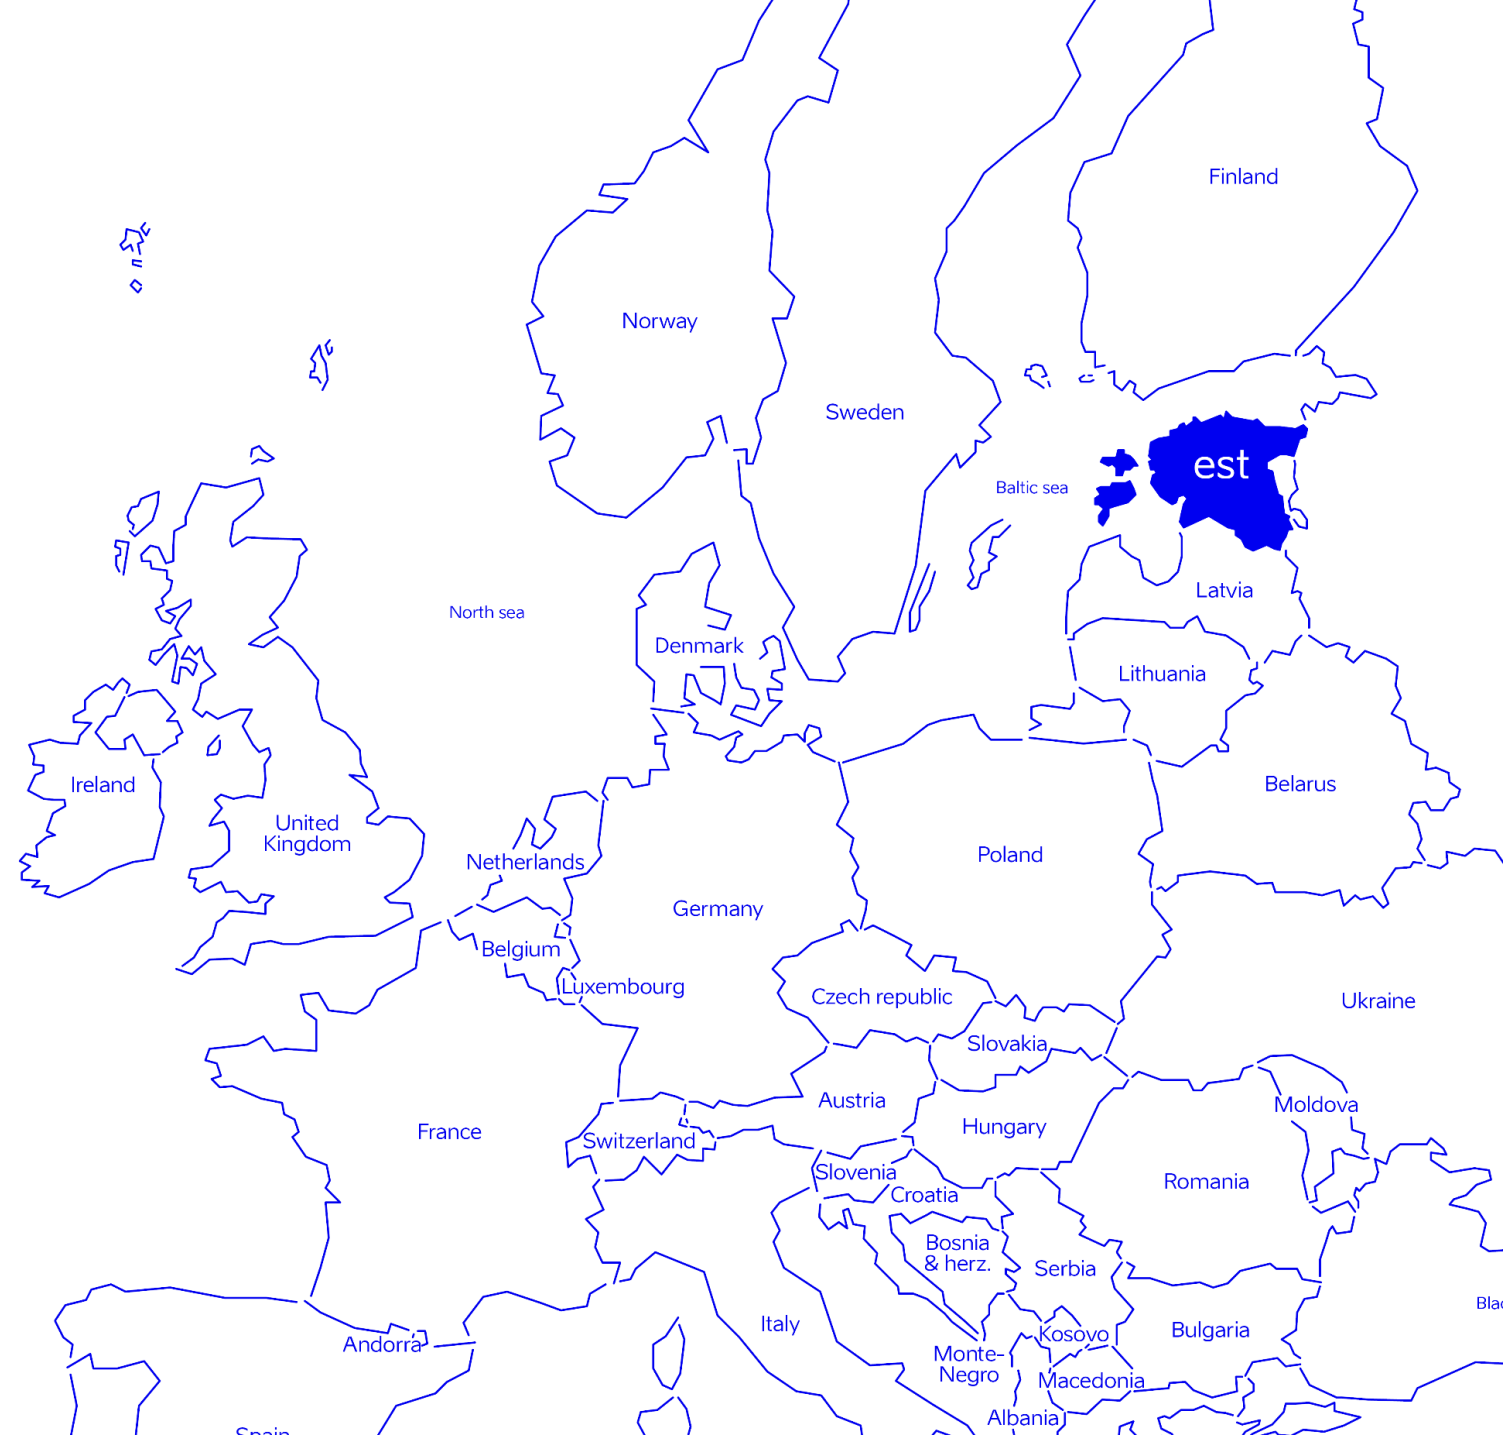 Finland
Norway
Sweden
est
Baltic sea
Latvia
North sea
Denmark
Lithuania
Ireland
Belarus
United
Kingdom
Poland
Netherlands
Germany
Belgium
Luxembourg
Czech republic
Ukraine
Slovakia
Austria
Moldova
France
Hungary
Switzerland
Slovenia
Romania
Croatia
Bosnia
& herz.
Serbia
Blac
Italy
Kosovo
Bulgaria
Andorra
Monte-
Negro
Macedonia
Albania
Spain